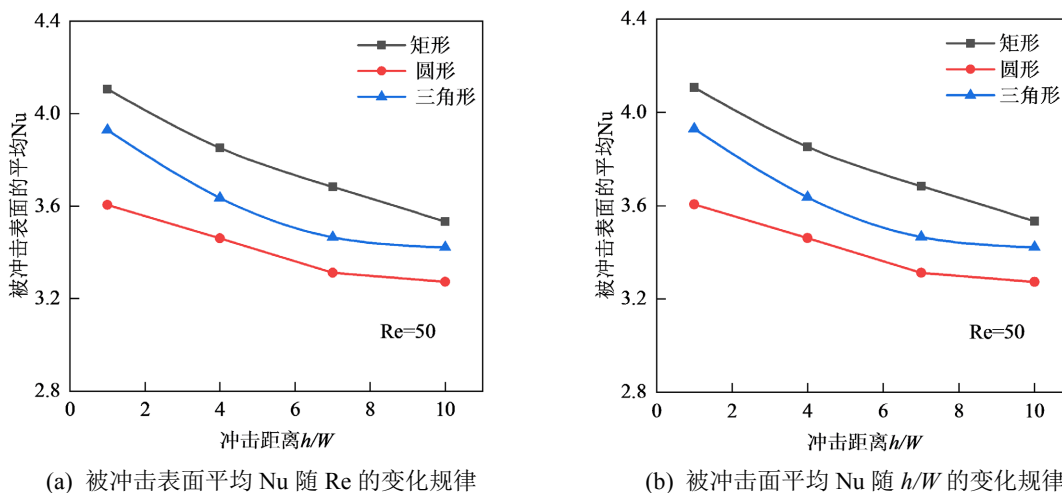 4.4
4.0
3.6
3.2
2.8
被冲击表面的平均Nu
矩形
圆形
三角形
Re=50
0 2 4 6 8 10
冲击距离h/W
(a) 被冲击表面平均 Nu 随 Re 的变化规律
4.4
4.0
3.6
3.2
2.8
被冲击表面的平均Nu
矩形
圆形
三角形
Re=50
0 2 4 6 8 10
冲击距离h/W
(b) 被冲击面平均 Nu 随 h/W 的变化规律